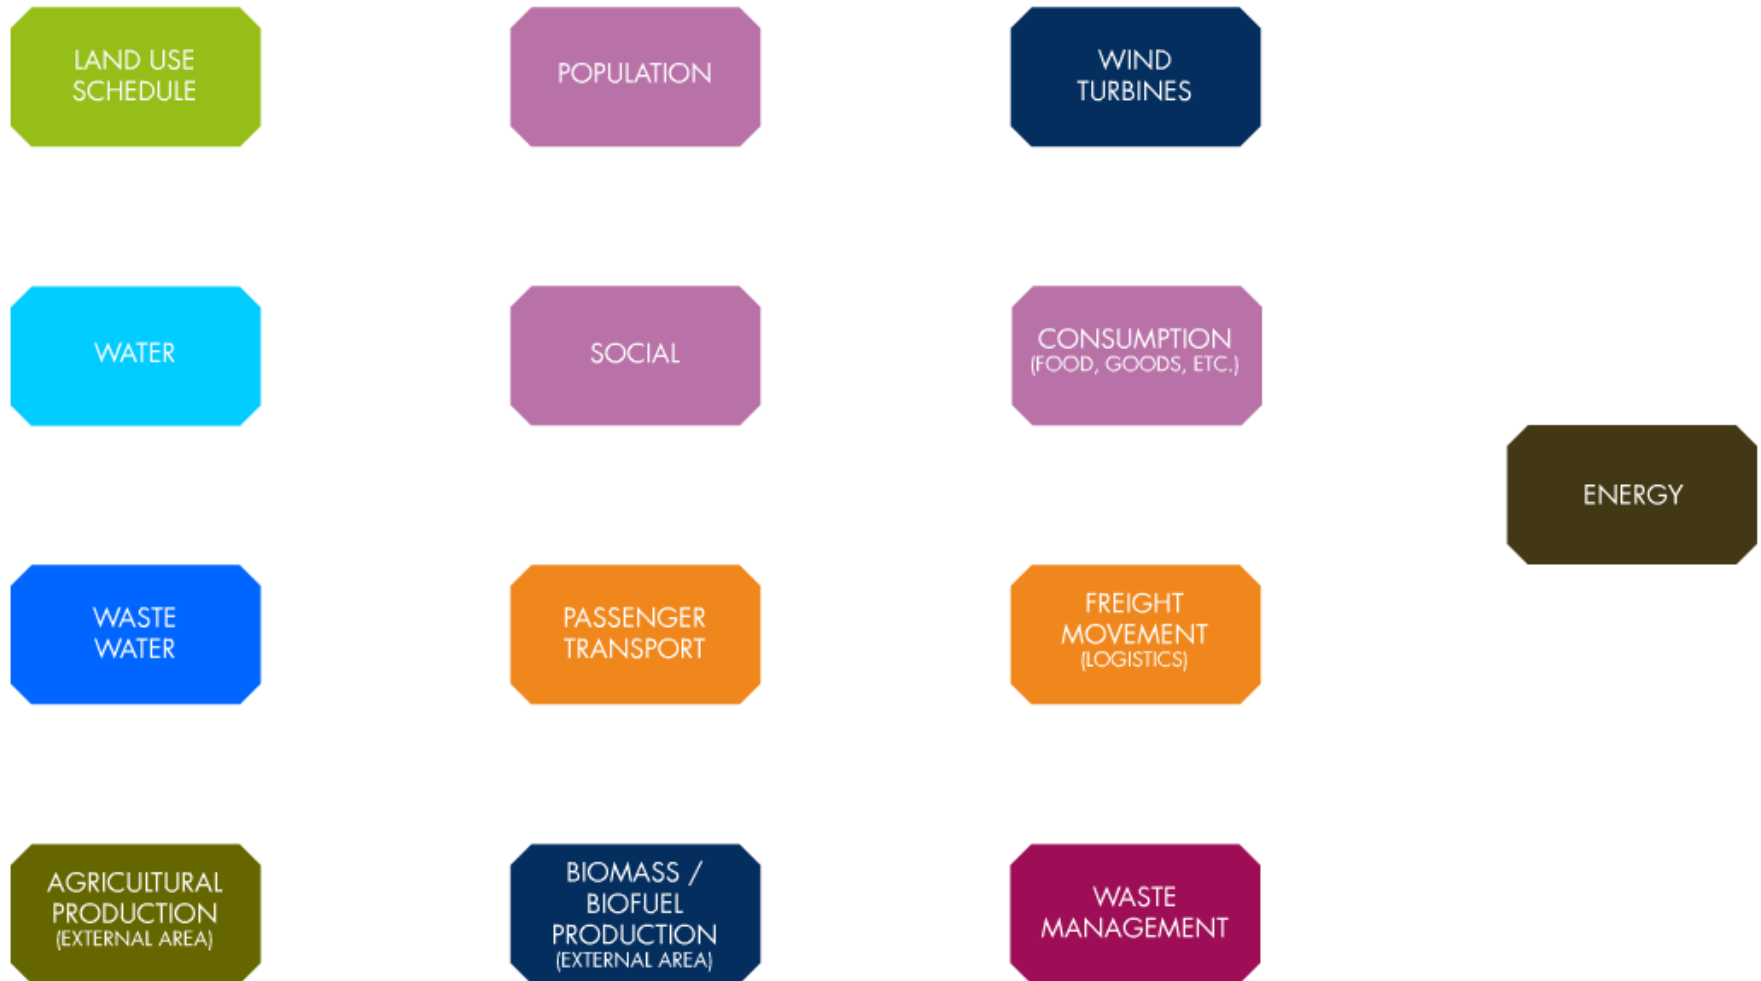 LAND USE
SCHEDULE
POPULATION
WIND
TURBINES
WATER
SOCIAL
CONSUMPTION
(FOOD, GOODS, ETC.)
ENERGY
WASTE
WATER
PASSENGER
TRANSPORT
FREIGHT
MOVEMENT
(LOGISTICS)
AGRICULTURAL
PRODUCTION
(EXTERNAL AREA)
BIOMASS /
BIOFUEL
PRODUCTION
(EXTERNAL AREA)
WASTE
MANAGEMENT